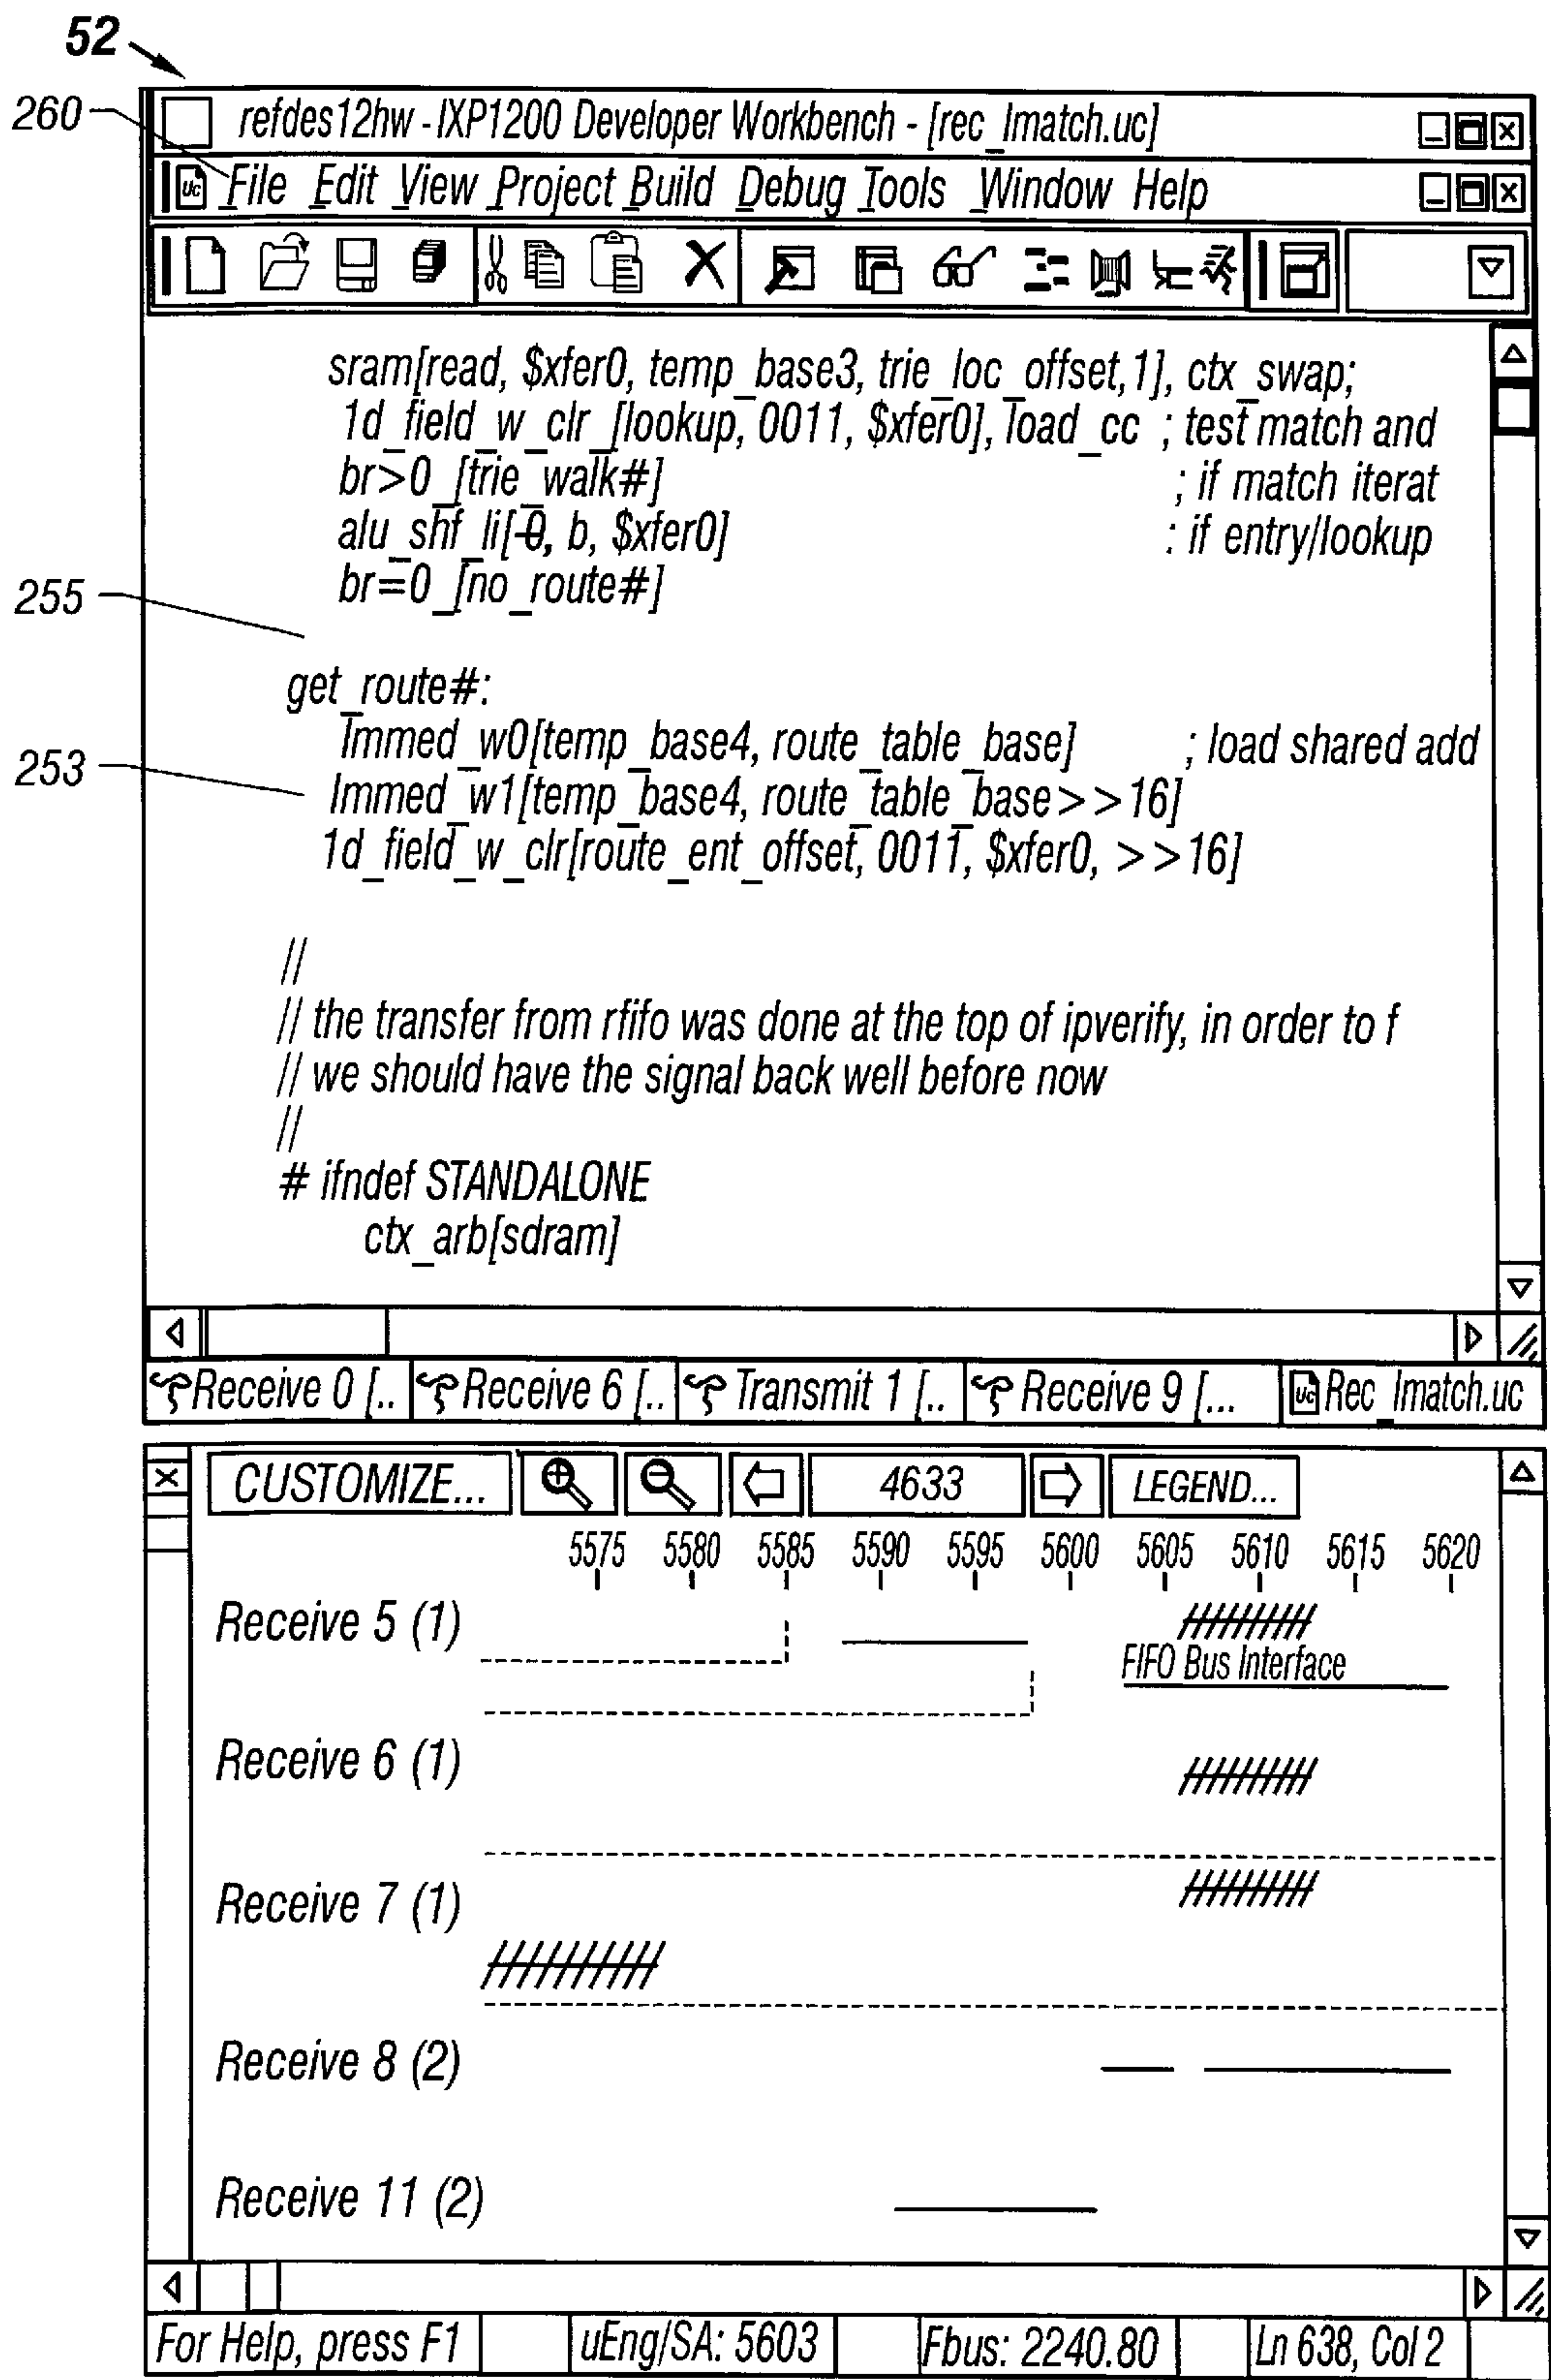 52
260
refdes12hw - IXP1200 Developer Workbench - [rec_lmatch.uc]
uc File Edit View Project Build Debug Tools Window Help
sram[read, $xfer0, temp_base3, trie_loc_offset,1], ctx_swap;
1d_field_w_clr_[lookup, 0011, $xfer0], load_cc ; test match and
br>0_[trie_walk#] ; if match iterat
alu_shf_li[-0, b, $xfer0] : if entry/lookup
br=0_[no_route#]
255
get_route#:
Immed_w0[temp_base4, route_table_base] ; load shared add
253
Immed_w1[temp_base4, route_table_base>>16]
1d_field_w_clr[route_ent_offset, 0011, $xfer0, >>16]
//
// the transfer from rfifo was done at the top of ipverify, in order to f
// we should have the signal back well before now
//
# ifndef STANDALONE
ctx_arb[sdram]
Receive 0 [.. Receive 6 [.. Transmit 1 [.. Receive 9 [... uc Rec_lmatch.uc
CUSTOMIZE... 4633 LEGEND...
5575 5580 5585 5590 5595 5600 5605 5610 5615 5620
Receive 5 (1)
FIFO Bus Interface
Receive 6 (1)
Receive 7 (1)
Receive 8 (2)
Receive 11 (2)
For Help, press F1 uEng/SA: 5603 Fbus: 2240.80 Ln 638, Col 2